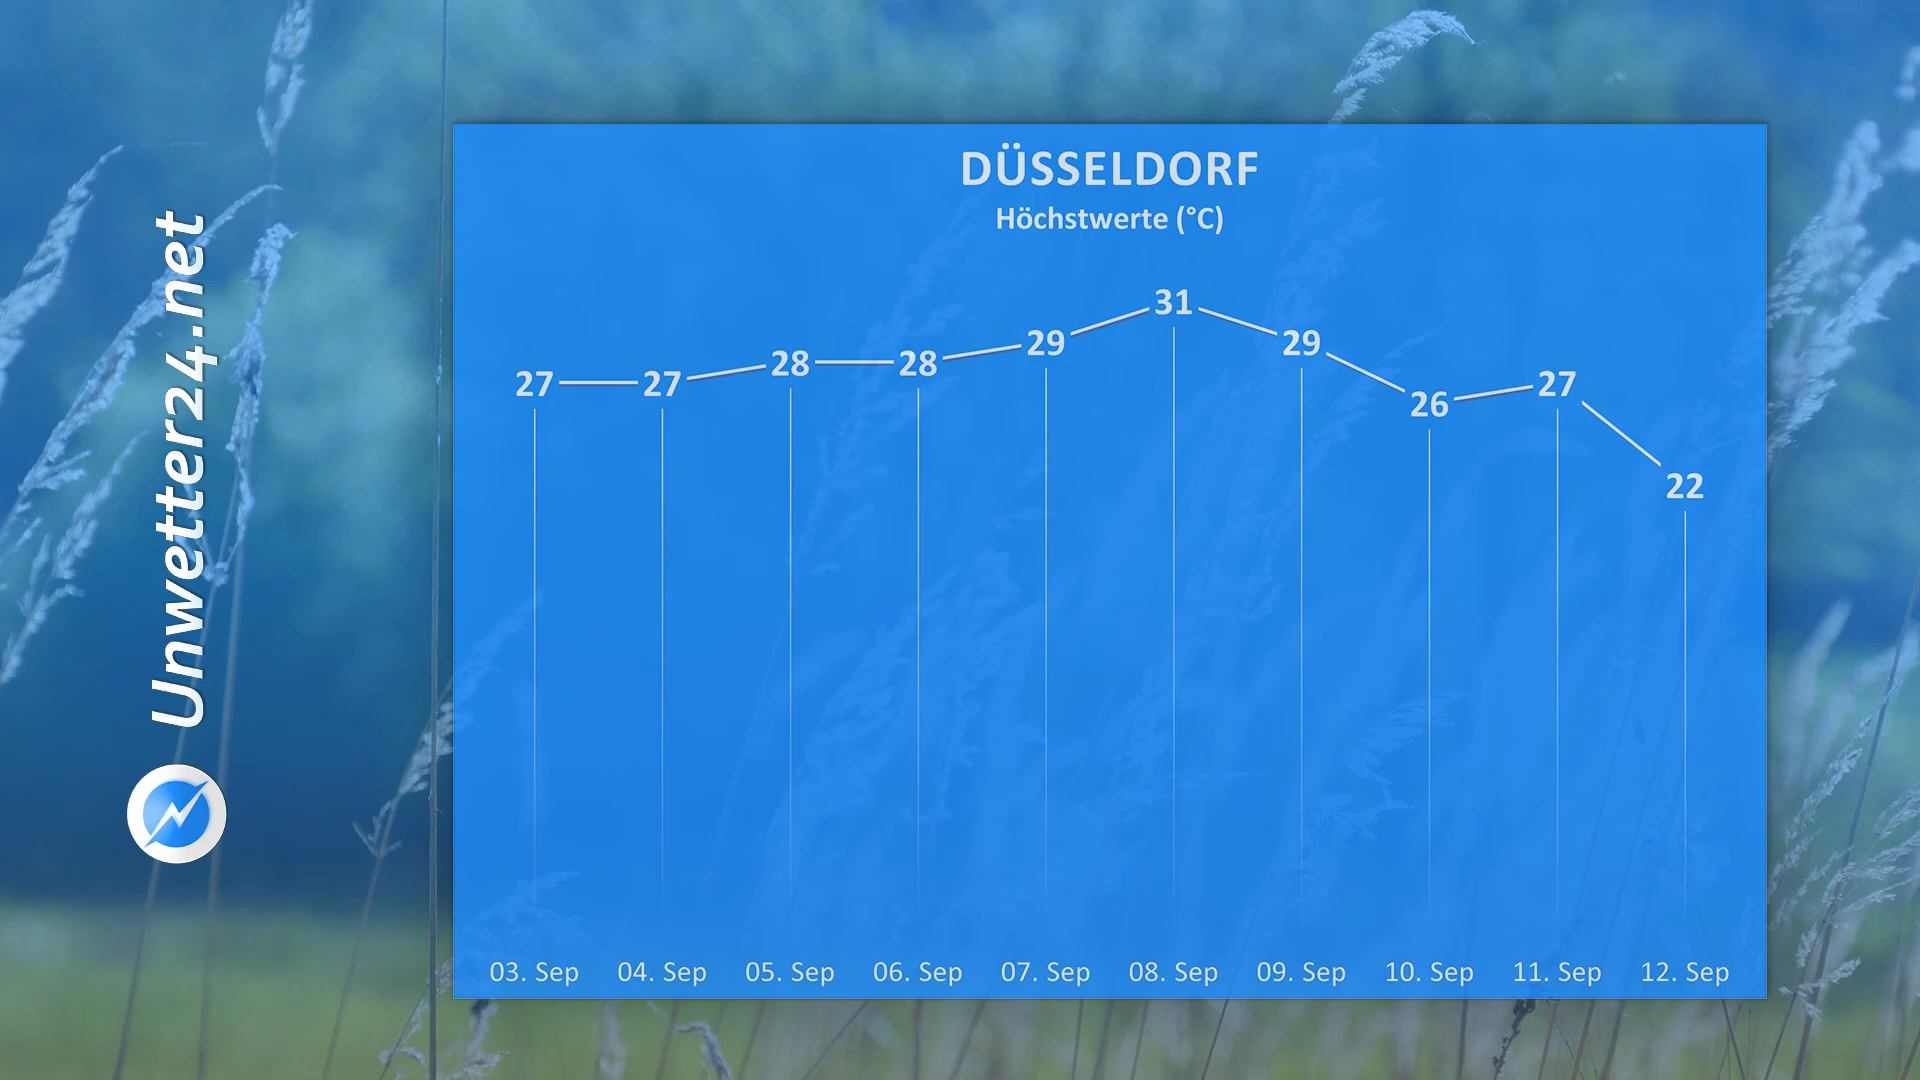 Unwetter24.net
DÜSSELDORF
Höchstwerte (°C)
27 27 28 28 29 31 29 26 27 22
03. Sep 04. Sep 05. Sep 06. Sep 07. Sep 08. Sep 09. Sep 10. Sep 11. Sep 12. Sep